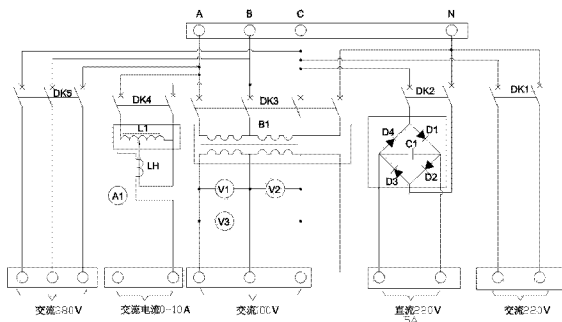 A B C N
DK5 DK4 DK3 DK2 DK1
L1 B1
D4 D1
C1
LH
D3 D2
A1 V1 V2
V3
交流380V 交流电流0-10A 交流100V 直流220V 交流220V
5A